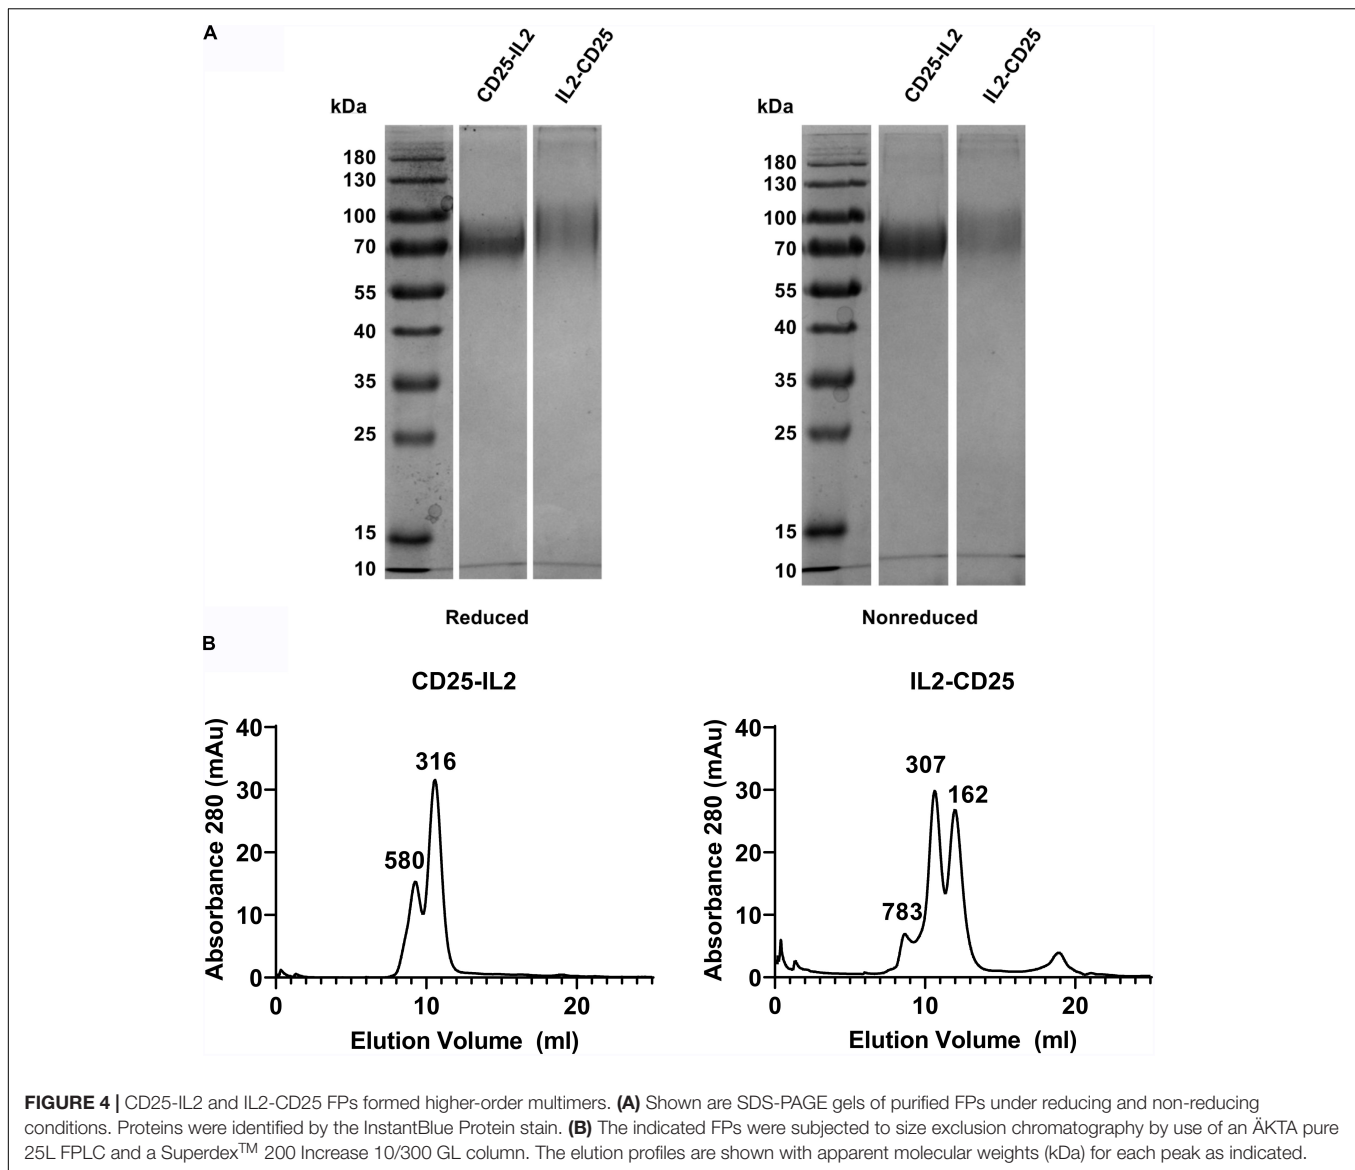 A
CD25-IL2
IL2-CD25
kDa
180
130
100
70
55
40
35
25
15
10
Reduced
CD25-IL2
IL2-CD25
kDa
180
130
100
70
55
40
35
25
15
10
Nonreduced
B
CD25-IL2
Absorbance 280 (mAu)
40
30
20
10
0
580
316
0 10 20
Elution Volume (ml)
IL2-CD25
Absorbance 280 (mAu)
40
30
20
10
0
783
307
162
0 10 20
Elution Volume (ml)
FIGURE 4 | CD25-IL2 and IL2-CD25 FPs formed higher-order multimers. (A) Shown are SDS-PAGE gels of purified FPs under reducing and non-reducing
conditions. Proteins were identified by the InstantBlue Protein stain. (B) The indicated FPs were subjected to size exclusion chromatography by use of an ÄKTA pure
25L FPLC and a Superdex™ 200 Increase 10/300 GL column. The elution profiles are shown with apparent molecular weights (kDa) for each peak as indicated.